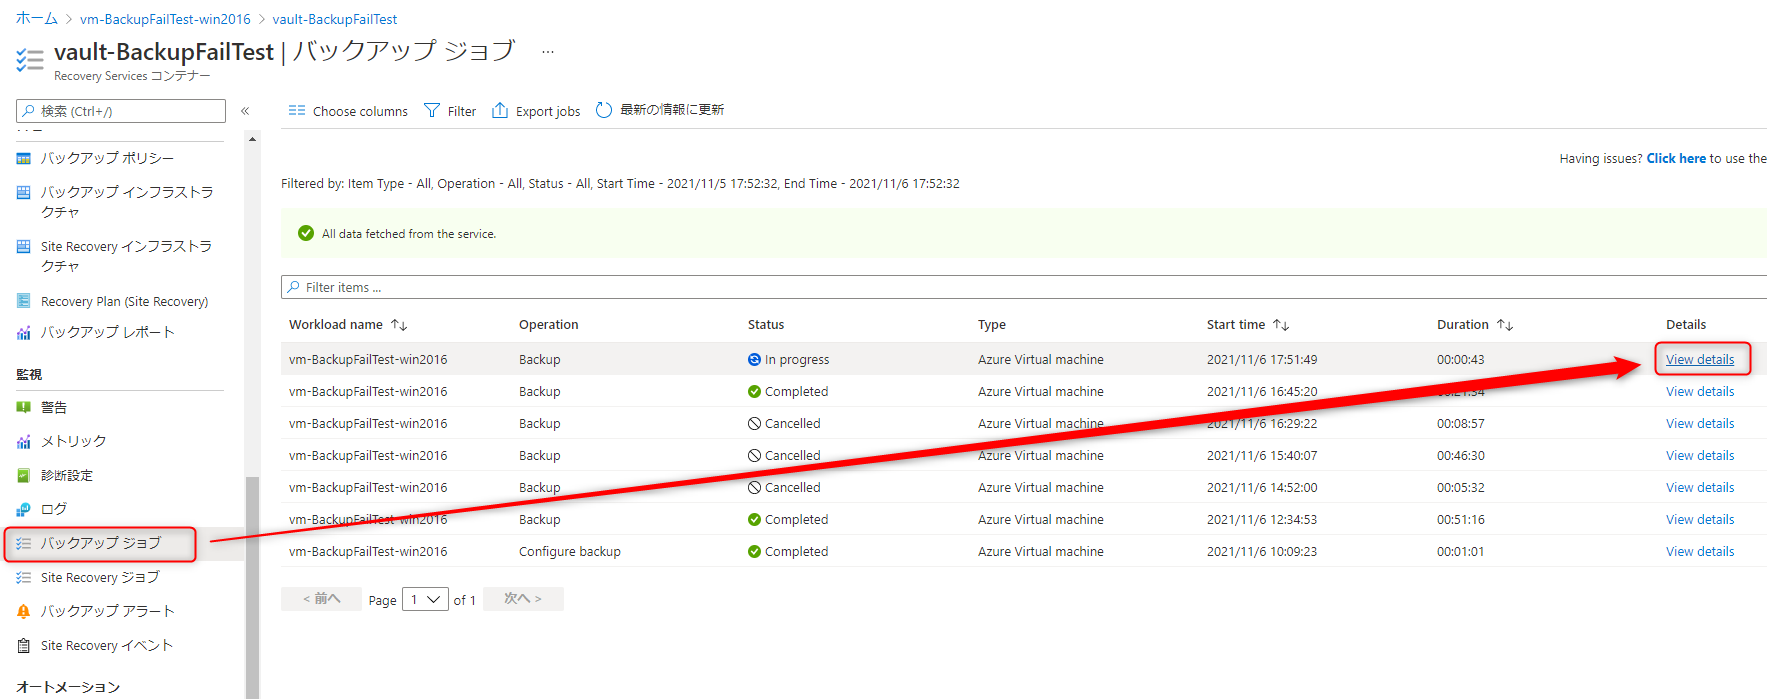 ホーム > vm-BackupFailTest-win2016 > vault-BackupFailTest
vault-BackupFailTest | バックアップ ジョブ ...
Recovery Services コンテナー
検索 (Ctrl+/)
«
Choose columns
Filter
Export jobs
最新の情報に更新
バックアップ ポリシー
バックアップ インフラストラ
クチャ
Site Recovery インフラストラ
クチャ
Recovery Plan (Site Recovery)
バックアップ レポート
監視
警告
メトリック
診断設定
ログ
バックアップ ジョブ
Site Recovery ジョブ
バックアップ アラート
Site Recovery イベント
オートメーション
Having issues? Click here to use the
Filtered by: Item Type - All, Operation - All, Status - All, Start Time - 2021/11/5 17:52:32, End Time - 2021/11/6 17:52:32
All data fetched from the service.
Filter items ...
Workload name ↑↓ Operation Status Type Start time ↑↓ Duration ↑↓ Details
vm-BackupFailTest-win2016 Backup In progress Azure Virtual machine 2021/11/6 17:51:49 00:00:43 View details
vm-BackupFailTest-win2016 Backup Completed Azure Virtual machine 2021/11/6 16:45:20 View details
vm-BackupFailTest-win2016 Backup Cancelled Azure Virtual machine 2021/11/6 16:29:22 00:08:57 View details
vm-BackupFailTest-win2016 Backup Cancelled Azure Virtual machine 2021/11/6 15:40:07 00:46:30 View details
vm-BackupFailTest-win2016 Backup Cancelled Azure Virtual machine 2021/11/6 14:52:00 00:05:32 View details
vm-BackupFailTest-win2016 Backup Completed Azure Virtual machine 2021/11/6 12:34:53 00:51:16 View details
vm-BackupFailTest-win2016 Configure backup Completed Azure Virtual machine 2021/11/6 10:09:23 00:01:01 View details
< 前へ Page 1 of 1 次へ >